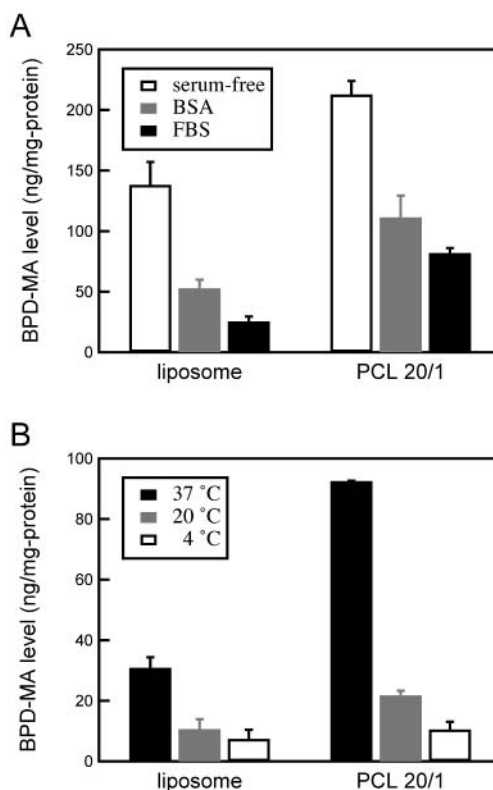 A
BPD-MA level (ng/mg-protein)
250
200
150
100
50
0
serum-free
BSA
FBS
liposome
PCL 20/1
B
BPD-MA level (ng/mg-protein)
100
80
60
40
20
0
37 ˚C
20 ˚C
4 ˚C
liposome
PCL 20/1